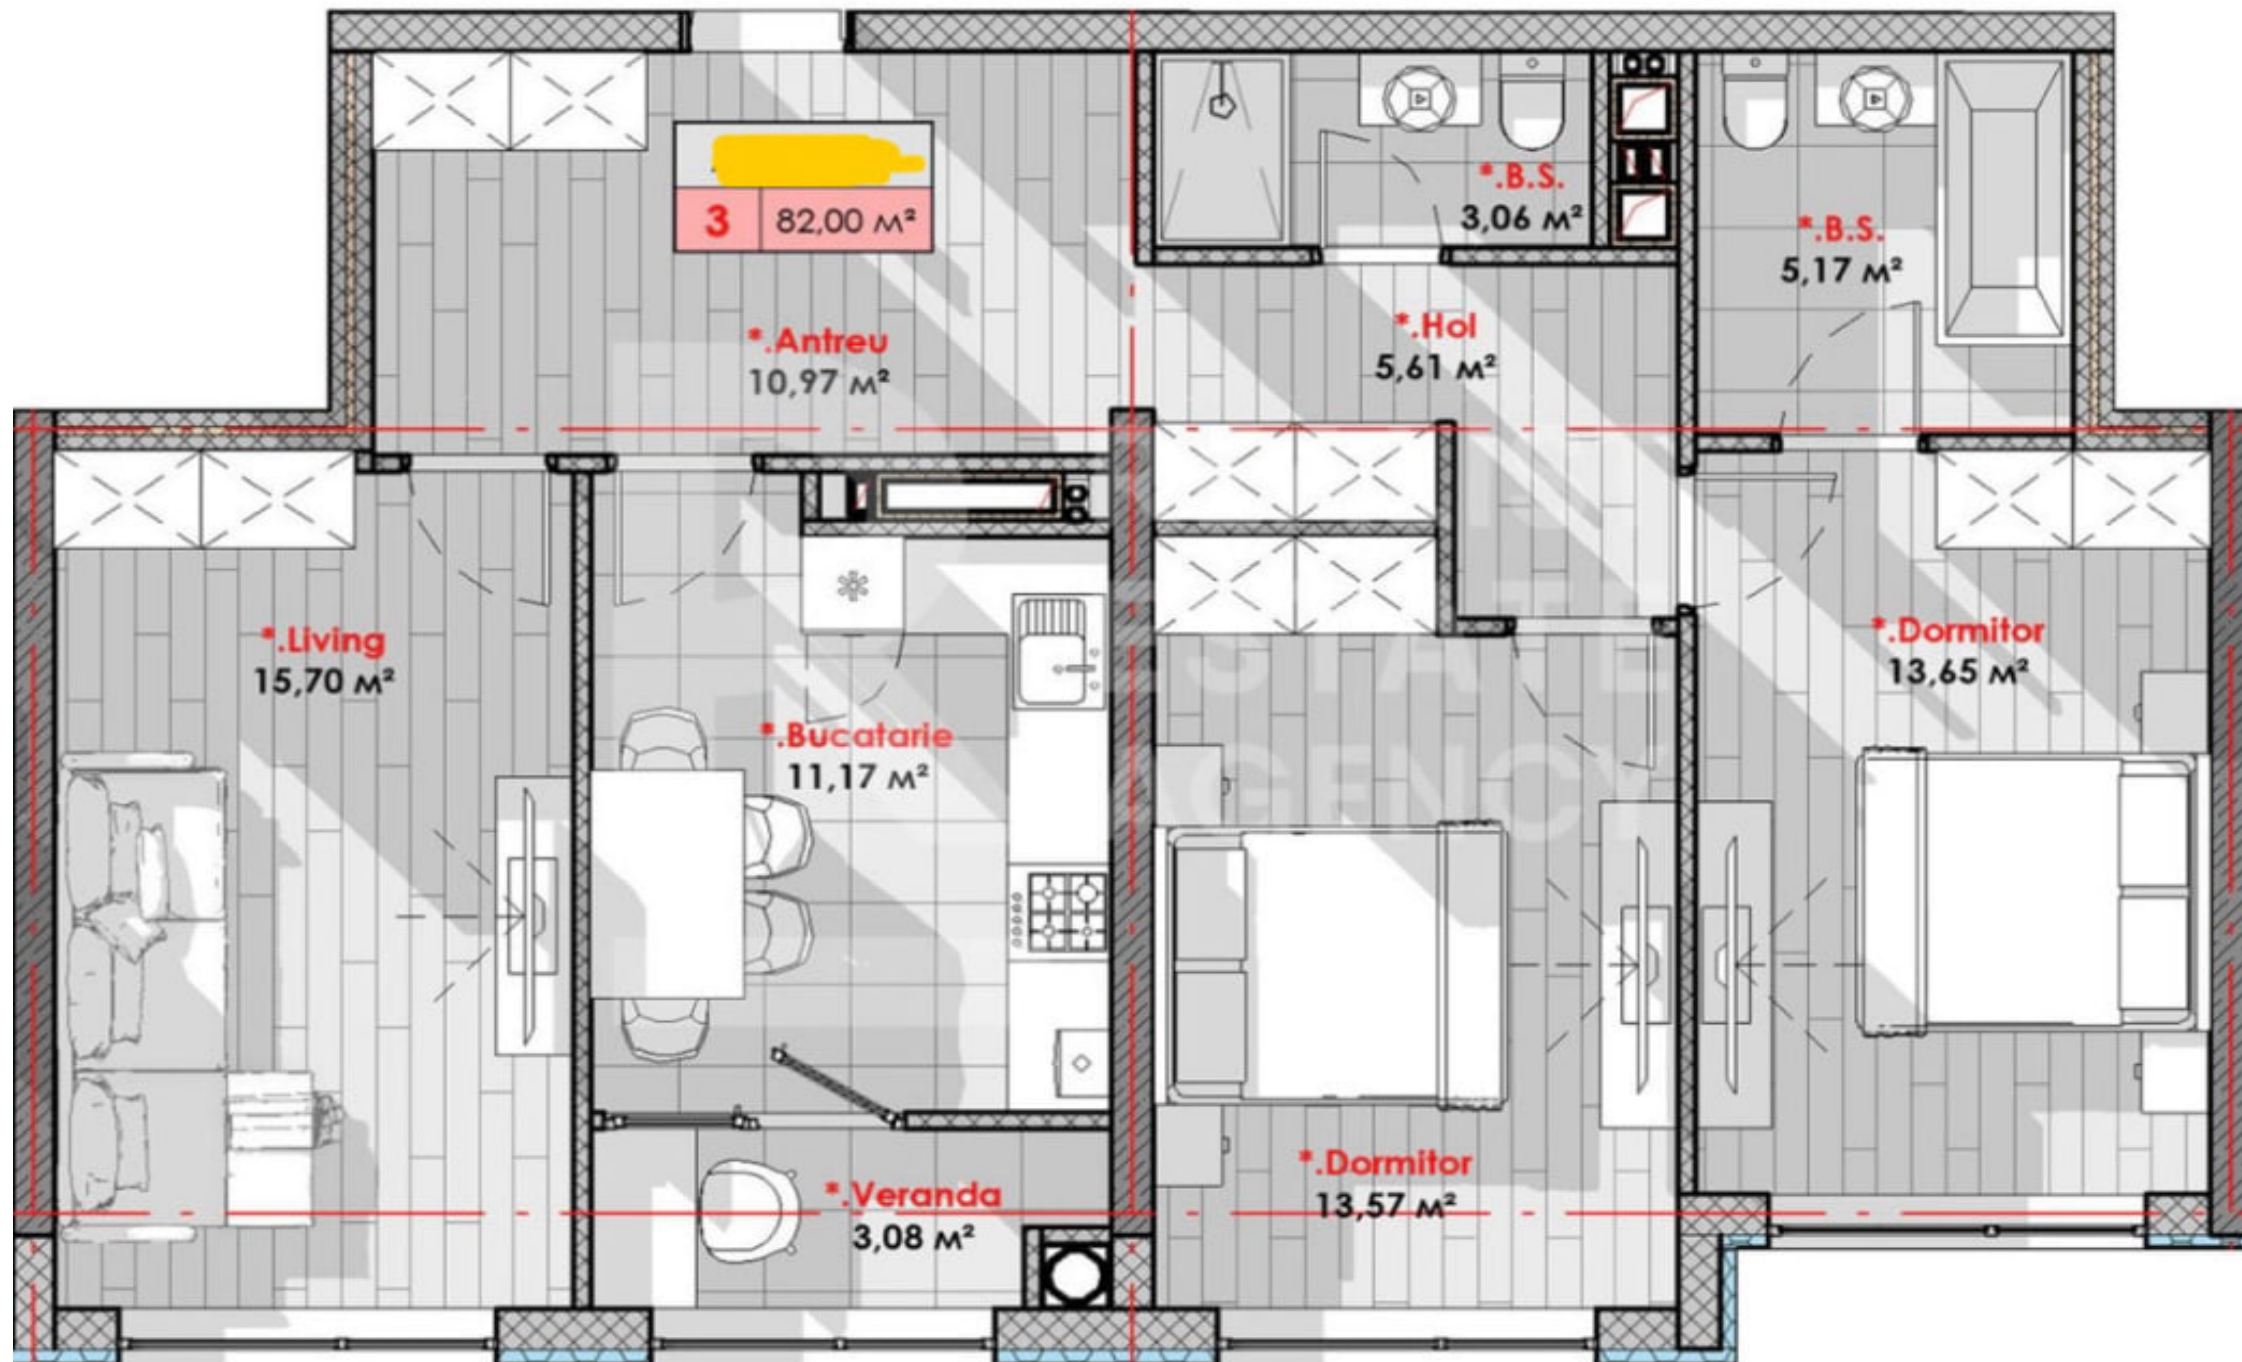 3 82,00 м²
*.Antreu
10,97 м²
*.B.S.
3,06 м²
*.B.S.
5,17 м²
*.Hol
5,61 м²
*.Living
15,70 м²
*.Bucatarie
11,17 м²
*.Dormitor
13,65 м²
*.Dormitor
13,57 м²
*.Veranda
3,08 м²
ESTATE
AGENCY